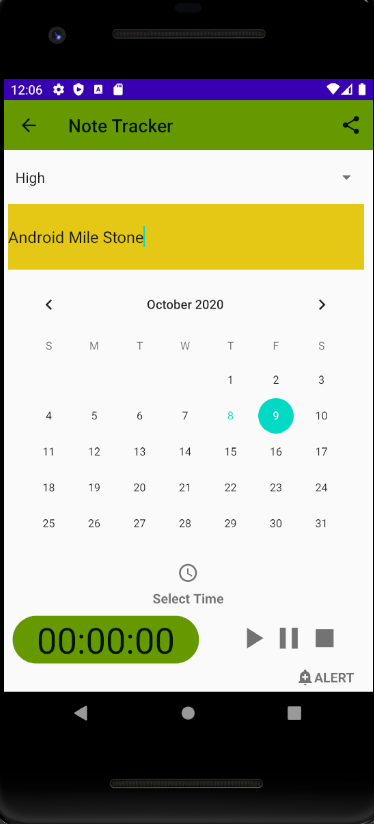 12:06
Note Tracker
High
Android Mile Stone
October 2020
S M T W T F S
1 2 3
4 5 6 7 8 9 10
11 12 13 14 15 16 17
18 19 20 21 22 23 24
25 26 27 28 29 30 31
Select Time
00:00:00
ALERT